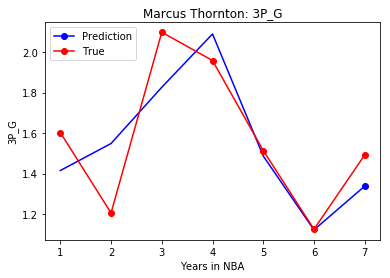 Marcus Thornton: 3P_G
Prediction
True
2.0
1.8
1.6
1.4
1.2
3P_G
1 2 3 4 5 6 7
Years in NBA